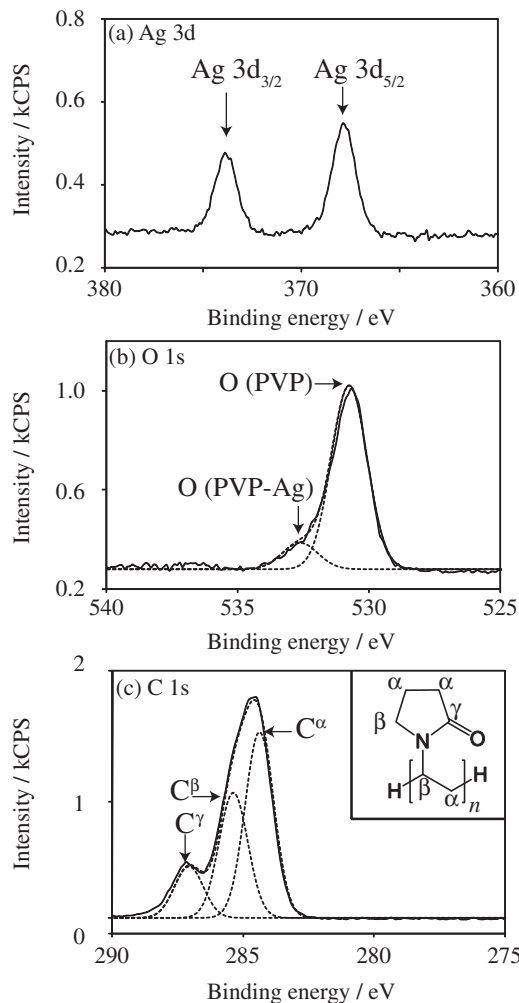 (a) Ag 3d
Ag 3d3/2
Ag 3d5/2
0.8
0.6
0.4
0.2
Intensity / kCPS
380
370
360
Binding energy / eV
(b) O 1s
O (PVP)
O (PVP-Ag)
1.0
0.6
0.2
Intensity / kCPS
540
535
530
525
Binding energy / eV
(c) C 1s
Cα
Cβ
Cγ
α
α
β
γ
N
O
H
β
α
n
H
2
1
0
Intensity / kCPS
290
285
280
275
Binding energy / eV